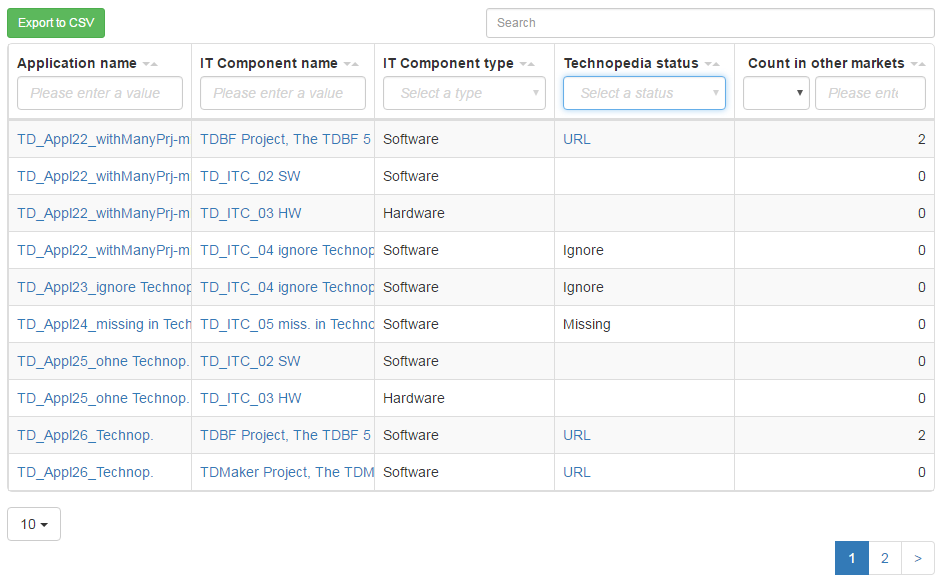 Export to CSV Search
Application name IT Component name IT Component type Technopedia status Count in other markets
Please enter a value Please enter a value Select a type Select a status Please ente
TD_Appl22_withManyPrj-m TDBF Project, The TDBF 5 Software URL 2
TD_Appl22_withManyPrj-m TD_ITC_02 SW Software 0
TD_Appl22_withManyPrj-m TD_ITC_03 HW Hardware 0
TD_Appl22_withManyPrj-m TD_ITC_04 ignore Technop Software Ignore 0
TD_Appl23_ignore Technop TD_ITC_04 ignore Technop Software Ignore 0
TD_Appl24_missing in Tech TD_ITC_05 miss. in Techno Software Missing 0
TD_Appl25_ohne Technop. TD_ITC_02 SW Software 0
TD_Appl25_ohne Technop. TD_ITC_03 HW Hardware 0
TD_Appl26_Technop. TDBF Project, The TDBF 5 Software URL 2
TD_Appl26_Technop. TDMaker Project, The TDM Software URL 0
10
1 2 >